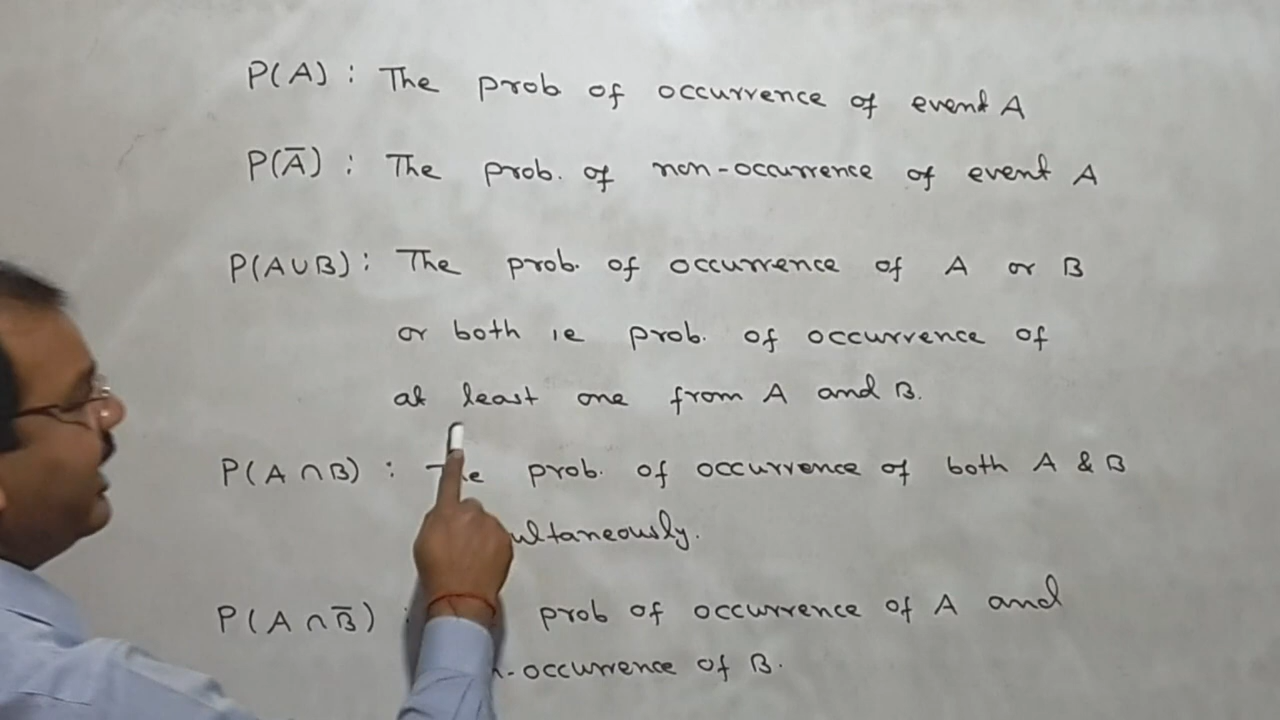 P(A) : The prob of occurrence of event A
P(Ā) : The prob. of non-occurrence of event A
P(A∪B) : The prob. of occurrence of A or B
or both ie prob. of occurrence of
at least one from A and B.
P(A∩B) : The prob. of occurrence of both A & B
ultaneously.
P(A∩B̄) : prob of occurrence of A and
-occurrence of B.